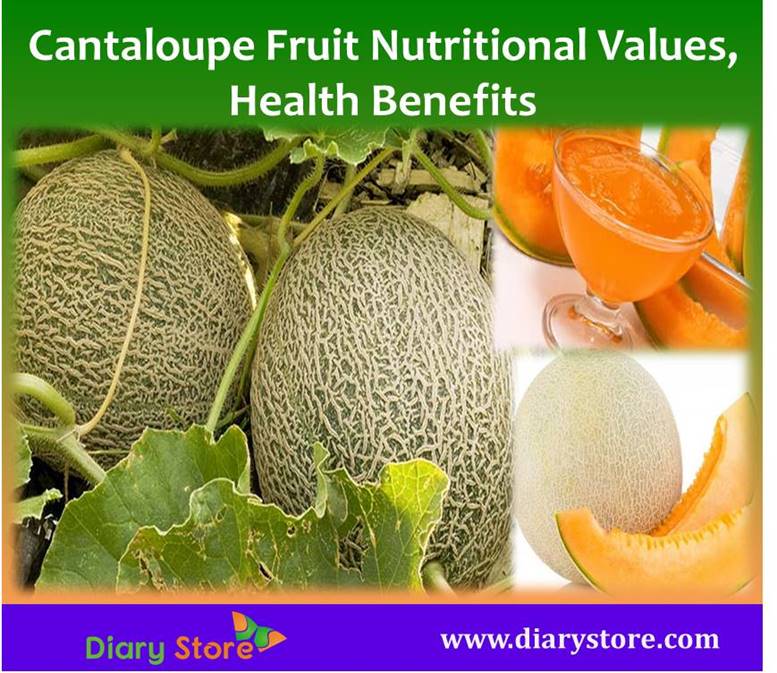 Cantaloupe Fruit Nutritional Values,
Health Benefits
Diary Store
www.diarystore.com